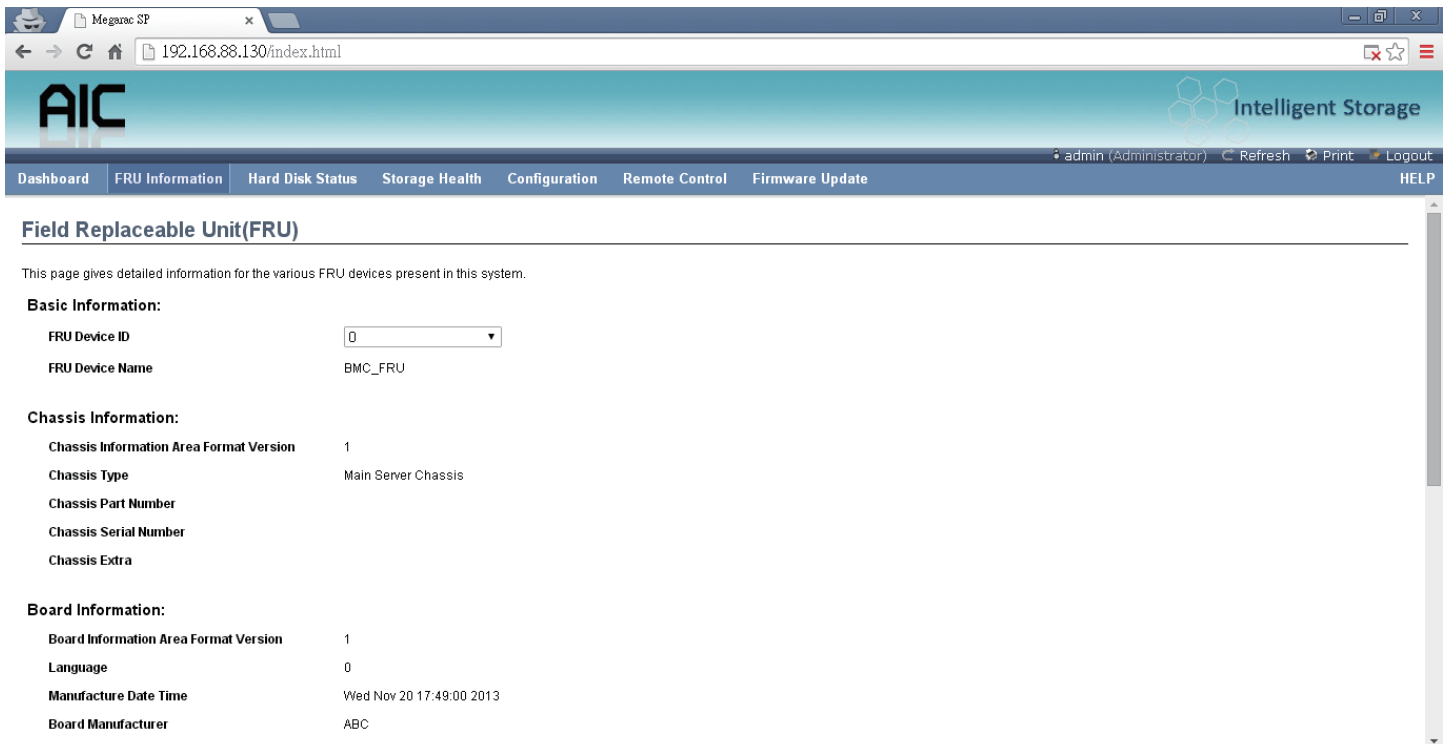 Megarac SP
192.168.88.130/index.html
AIC
Intelligent Storage
admin (Administrator) Refresh Print Logout
Dashboard FRU Information Hard Disk Status Storage Health Configuration Remote Control Firmware Update HELP
Field Replaceable Unit(FRU)
This page gives detailed information for the various FRU devices present in this system.
Basic Information:
FRU Device ID 0
FRU Device Name BMC_FRU
Chassis Information:
Chassis Information Area Format Version 1
Chassis Type Main Server Chassis
Chassis Part Number
Chassis Serial Number
Chassis Extra
Board Information:
Board Information Area Format Version 1
Language 0
Manufacture Date Time Wed Nov 20 17:49:00 2013
Board Manufacturer ABC